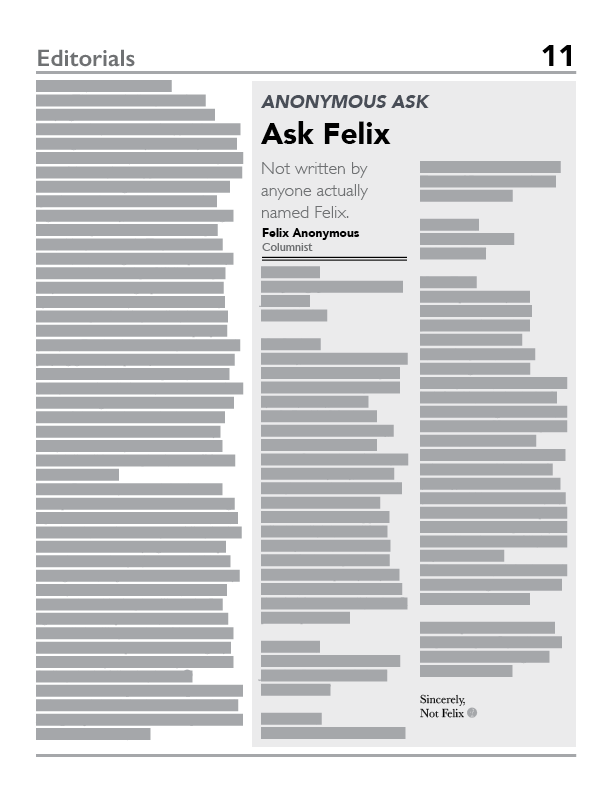 Editorials
11
ANONYMOUS ASK
Ask Felix
Not written by
anyone actually
named Felix.
Felix Anonymous
Columnist
Sincerely,
Not Felix